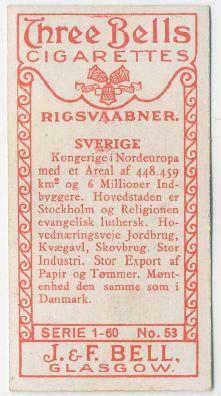 Three Bells
CIGARETTES
RIGSVAABNER.
SVERIGE
Kongerige i Nordeuropa
med et Areal af 448.459
km² og 6 Millioner Ind-
byggere. Hovedstaden er
Stockholm og Religionen
evangelisk luthersk. Ho-
vednæringsveje Jordbrug,
Kvægavl, Skovbrug. Stor
Industri. Stor Export af
Papir og Tømmer. Mønt-
enhed den samme som i
Danmark.
SERIE 1-60 No. 53
J. & F. BELL,
GLASGOW.